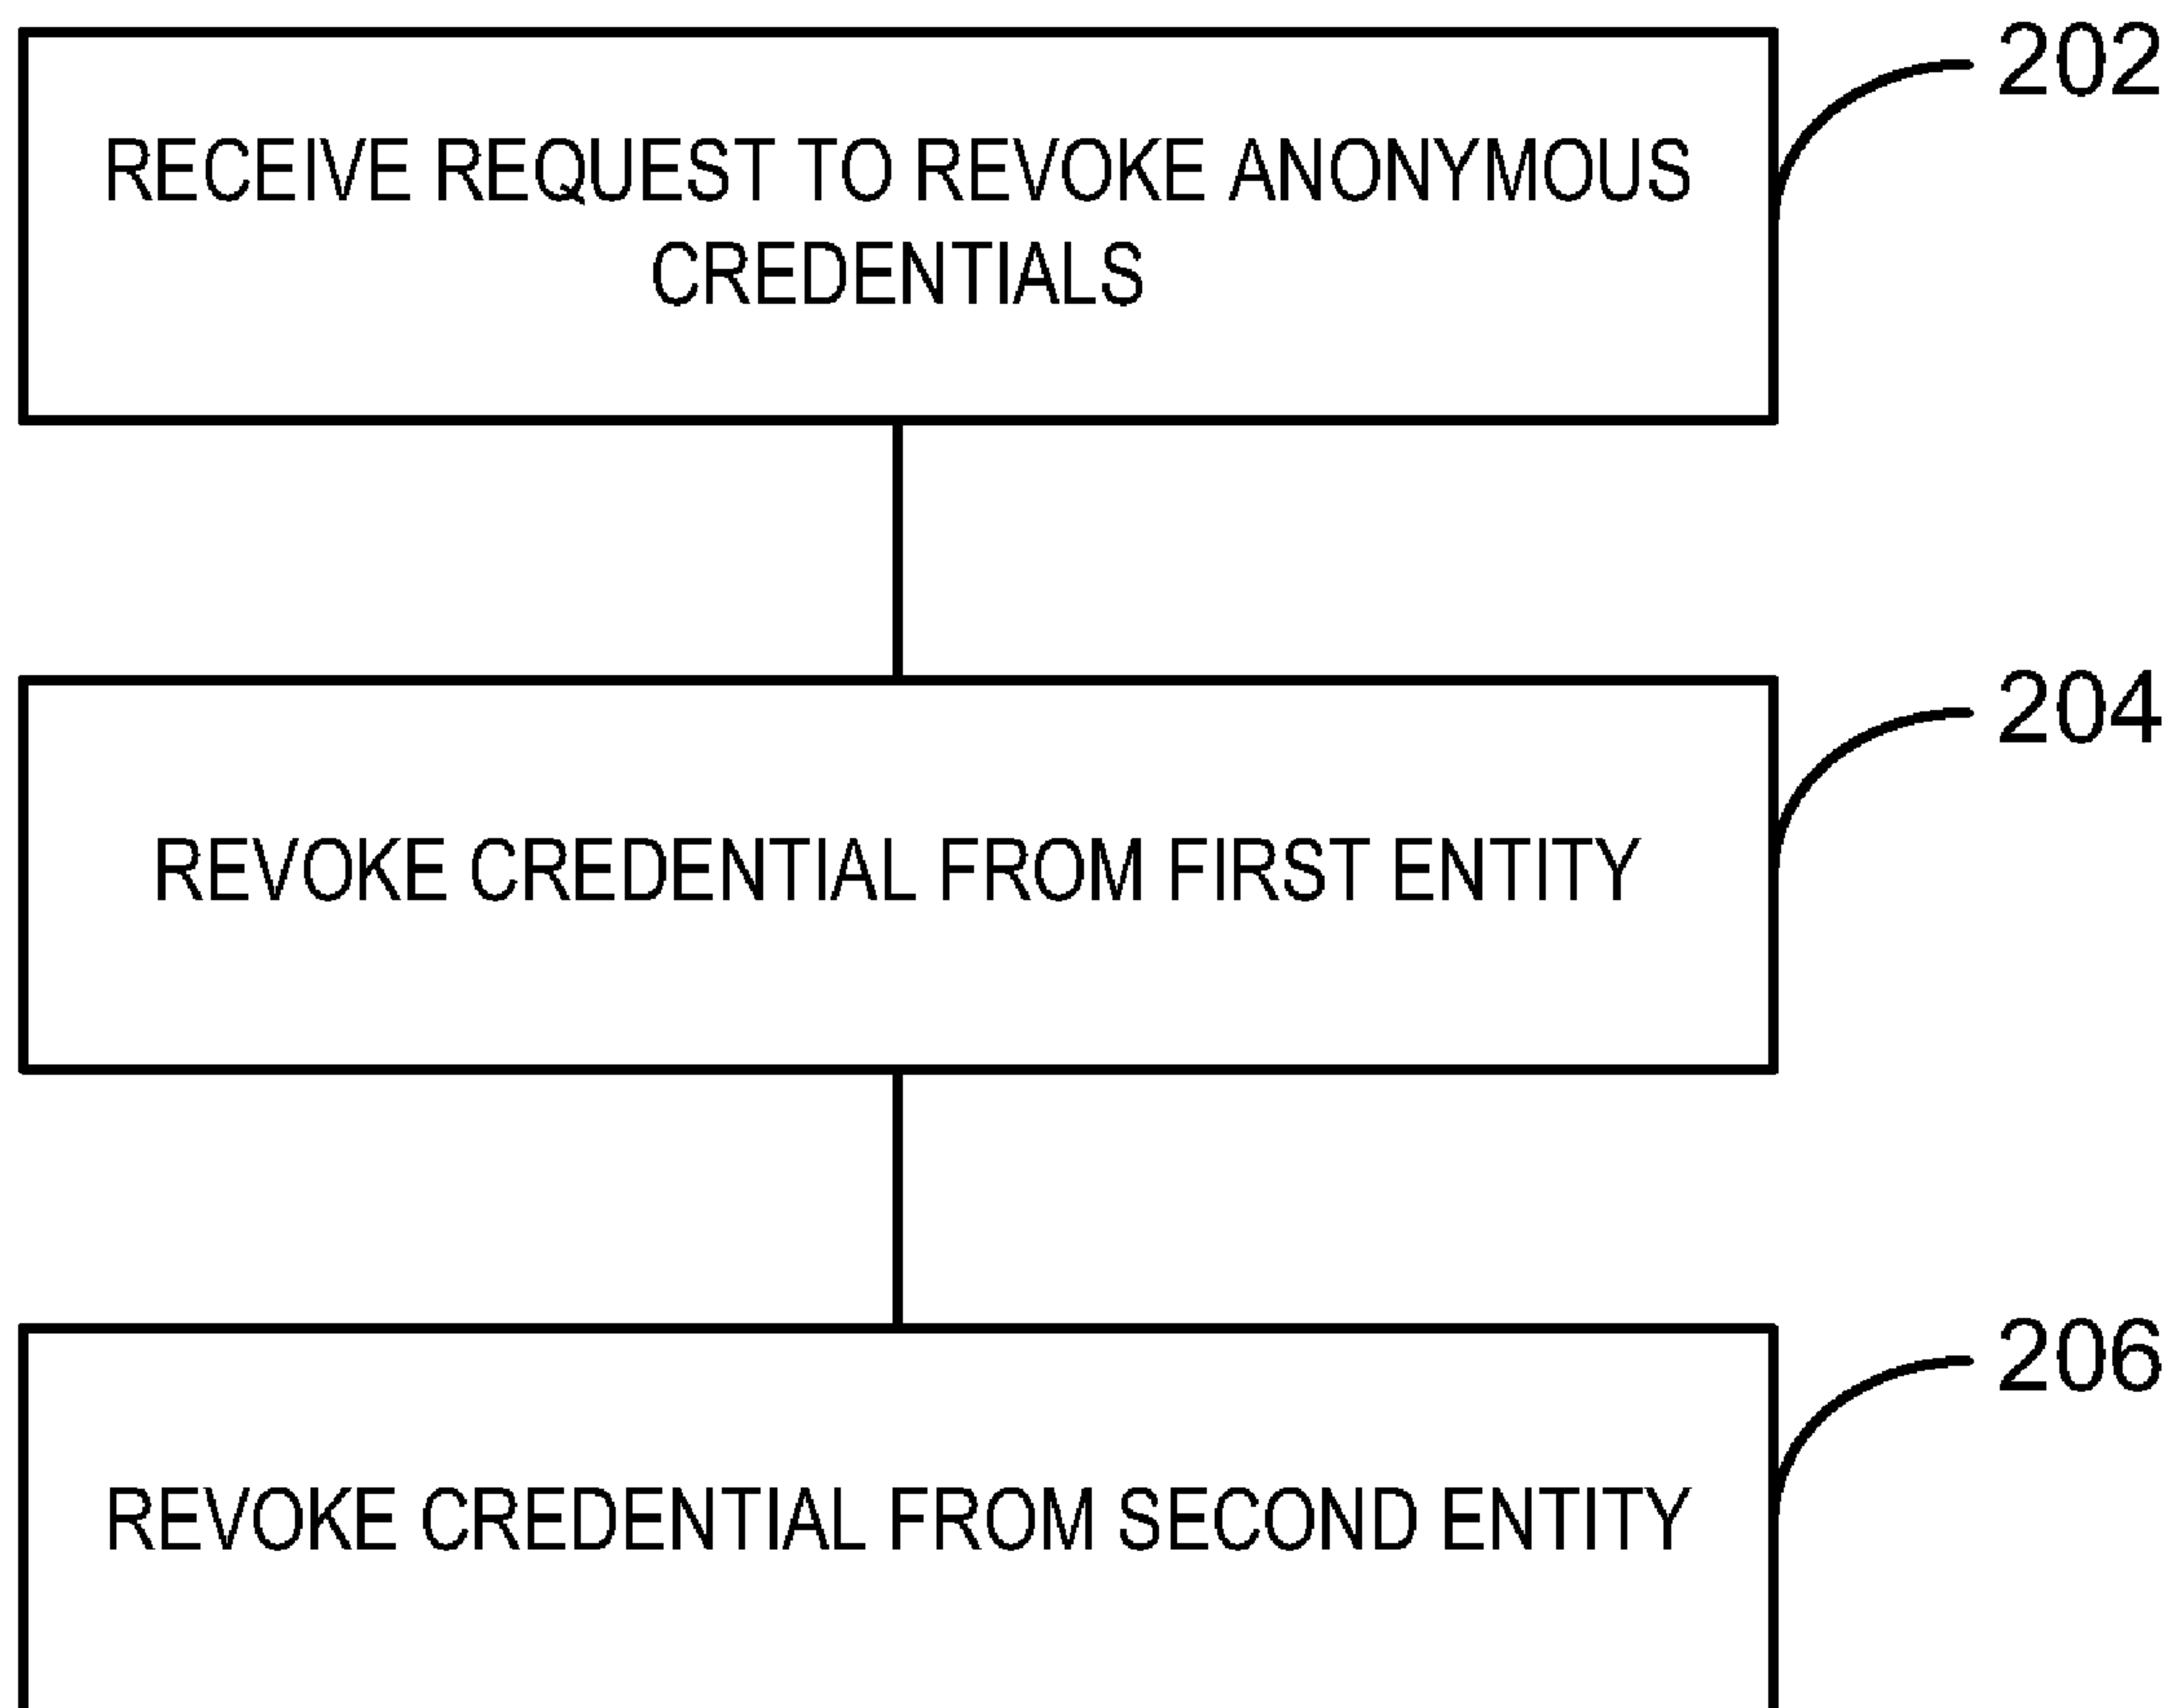 202
RECEIVE REQUEST TO REVOKE ANONYMOUS
CREDENTIALS
204
REVOKE CREDENTIAL FROM FIRST ENTITY
206
REVOKE CREDENTIAL FROM SECOND ENTITY